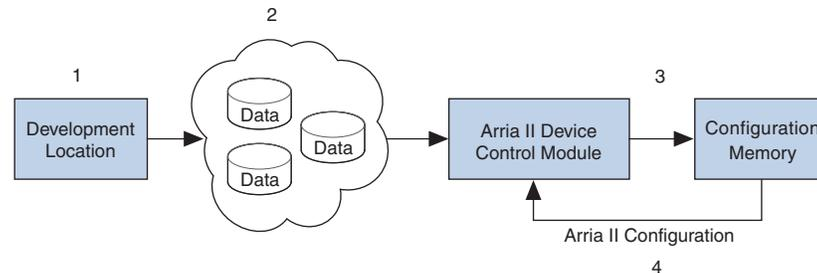 1
2
3
Development
Location
Data
Data
Data
Arria II Device
Control Module
Configuration
Memory
Arria II Configuration
4